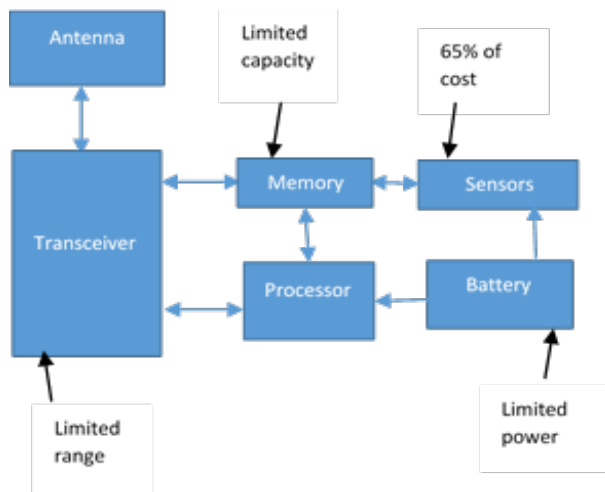 Antenna
Limited
capacity
65% of
cost
Memory
Sensors
Transceiver
Processor
Battery
Limited
range
Limited
power